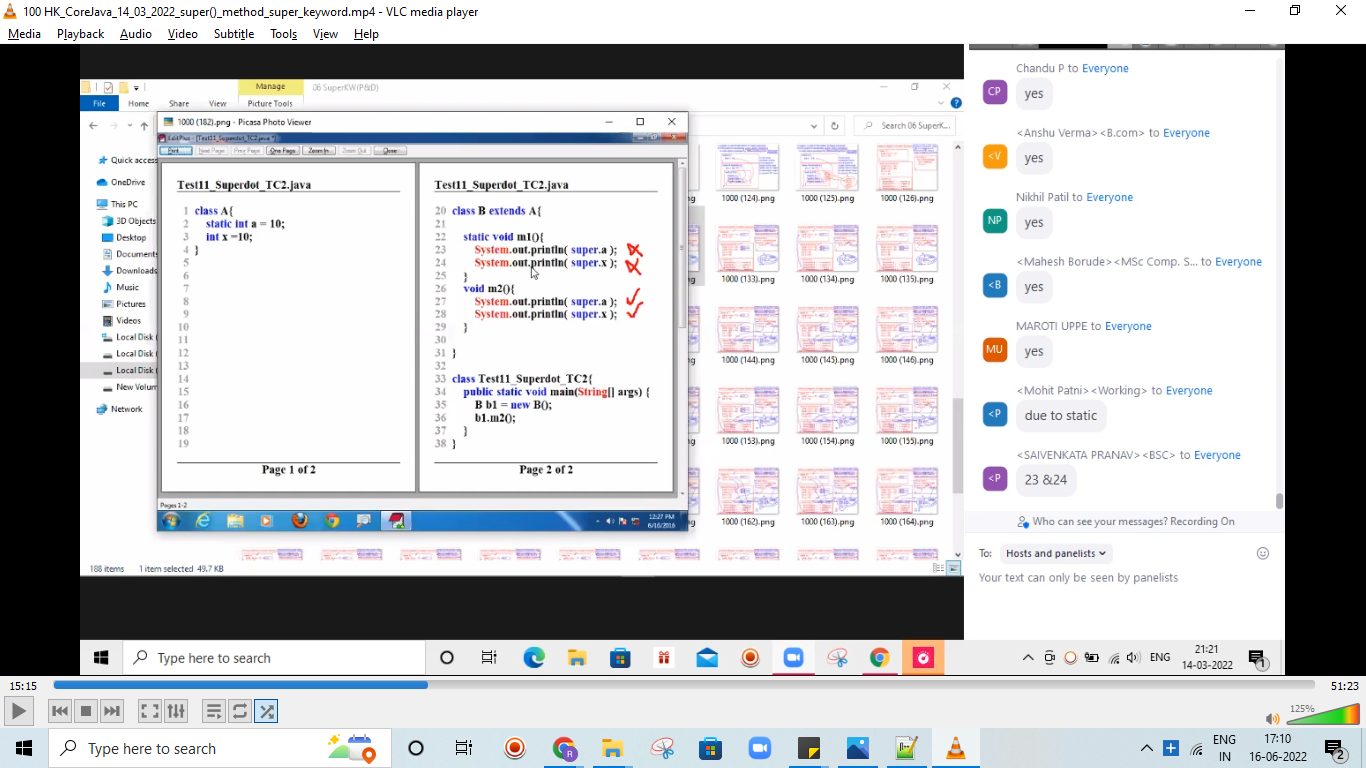 100 HK_CoreJava_14_03_2022_super()_method_super_keyword.mp4 - VLC media player
Media Playback Audio Video Subtitle Tools View Help
Manage
06 SuperKW(P&D)
File Home Share View Picture Tools
1000 (182).png - Picasa Photo Viewer
Search 06 SuperK...
EditPlus - [Test11_Superdot_TC2.java *]
Print Next Page Prev Page One Page Zoom In Zoom Out Close
Quick access
OneDrive
This PC
3D Objects
Desktop
Documents
Downloads
Music
Pictures
Videos
Local Disk (
Local Disk (
Local Disk (
New Volum
Network
Test11_Superdot_TC2.java
1 class A{
2 static int a = 10;
3 int x =10;
4 }
5
6
7
8
9
10
11
12
13
14
15
16
17
18
19
Page 1 of 2
Test11_Superdot_TC2.java
20 class B extends A{
21
22 static void m1(){
23 System.out.println( super.a );
24 System.out.println( super.x );
25 }
26 void m2(){
27 System.out.println( super.a );
28 System.out.println( super.x );
29 }
30
31 }
32
33 class Test11_Superdot_TC2{
34 public static void main(String[] args) {
35 B b1 = new B();
36 b1.m2();
37 }
38 }
Page 2 of 2
Pages 1-2
12:27 PM
6/18/2016
1000 (124).png 1000 (125).png 1000 (126).png
1000 (133).png 1000 (134).png 1000 (135).png
1000 (144).png 1000 (145).png 1000 (146).png
1000 (153).png 1000 (154).png 1000 (155).png
1000 (162).png 1000 (163).png 1000 (164).png
188 items 1 item selected 49.7 KB
Chandu P to Everyone
CP
yes
<Anshu Verma><B.com> to Everyone
<V
yes
Nikhil Patil to Everyone
NP
yes
<Mahesh Borude><MSc Comp. S... to Everyone
<B
yes
MAROTI UPPE to Everyone
MU
yes
<Mohit Patni><Working> to Everyone
<P
due to static
<SAIVENKATA PRANAV><BSC> to Everyone
<P
23 &24
Who can see your messages? Recording On
To: Hosts and panelists
Your text can only be seen by panelists
Type here to search
ENG
21:21
14-03-2022
1
15:15
51:23
125%
Type here to search
ENG
IN
17:10
16-06-2022
2